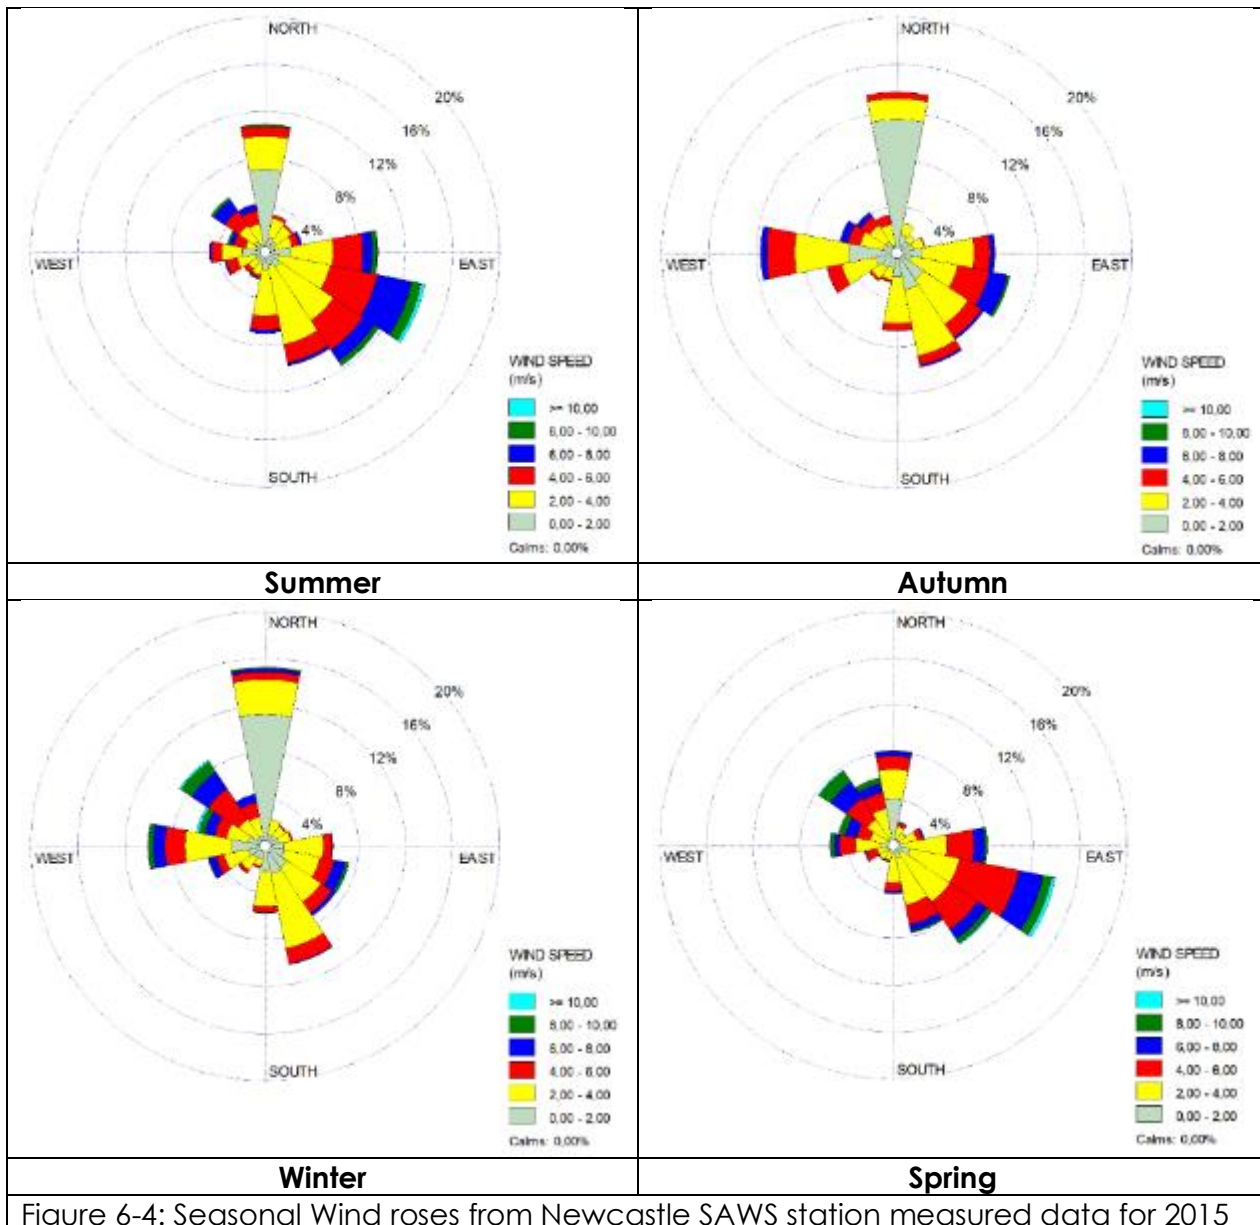 NORTH
20%
16%
12%
8%
4%
WEST
EAST
SOUTH
WIND SPEED
(m/s)
>= 10,00
8,00 - 10,00
6,00 - 8,00
4,00 - 6,00
2,00 - 4,00
0,00 - 2,00
Calms: 0,00%
NORTH
20%
16%
12%
8%
4%
WEST
EAST
SOUTH
WIND SPEED
(m/s)
>= 10,00
8,00 - 10,00
6,00 - 8,00
4,00 - 6,00
2,00 - 4,00
0,00 - 2,00
Calms: 0,00%
Summer
Autumn
NORTH
20%
16%
12%
8%
4%
WEST
EAST
SOUTH
WIND SPEED
(m/s)
>= 10,00
8,00 - 10,00
6,00 - 8,00
4,00 - 6,00
2,00 - 4,00
0,00 - 2,00
Calms: 0,00%
NORTH
20%
16%
12%
8%
4%
WEST
EAST
SOUTH
WIND SPEED
(m/s)
>= 10,00
8,00 - 10,00
6,00 - 8,00
4,00 - 6,00
2,00 - 4,00
0,00 - 2,00
Calms: 0,00%
Winter
Spring
Figure 6-4: Seasonal Wind roses from Newcastle SAWS station measured data for 2015